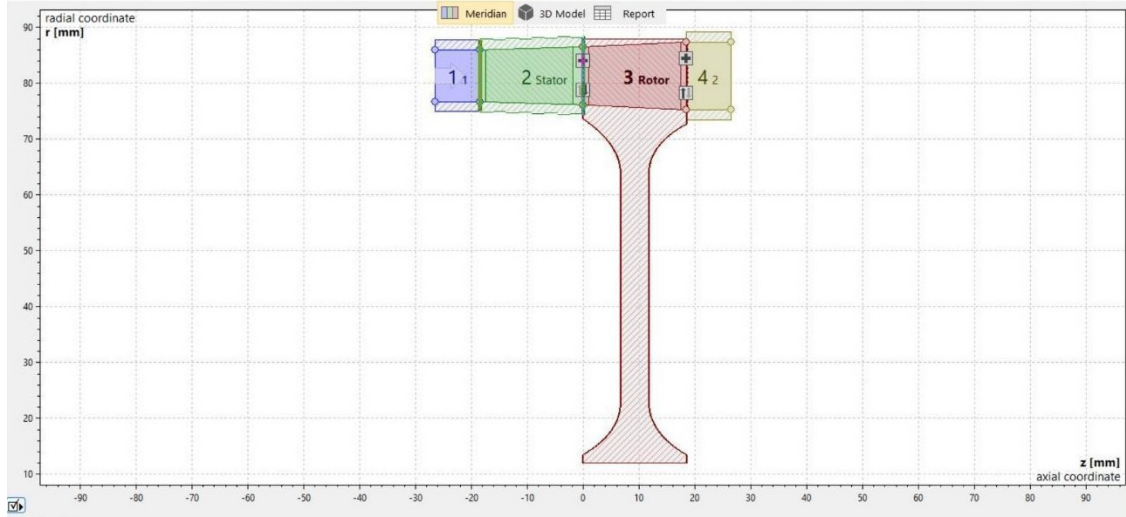 Meridian 3D Model Report
radial coordinate
r [mm]
90
80
70
60
50
40
30
20
10
1 1
2 Stator
3 Rotor
4 2
z [mm]
axial coordinate
-90 -80 -70 -60 -50 -40 -30 -20 -10 0 10 20 30 40 50 60 70 80 90